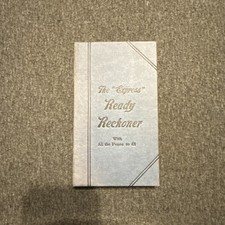 The "Express"
Ready
Reckoner
With